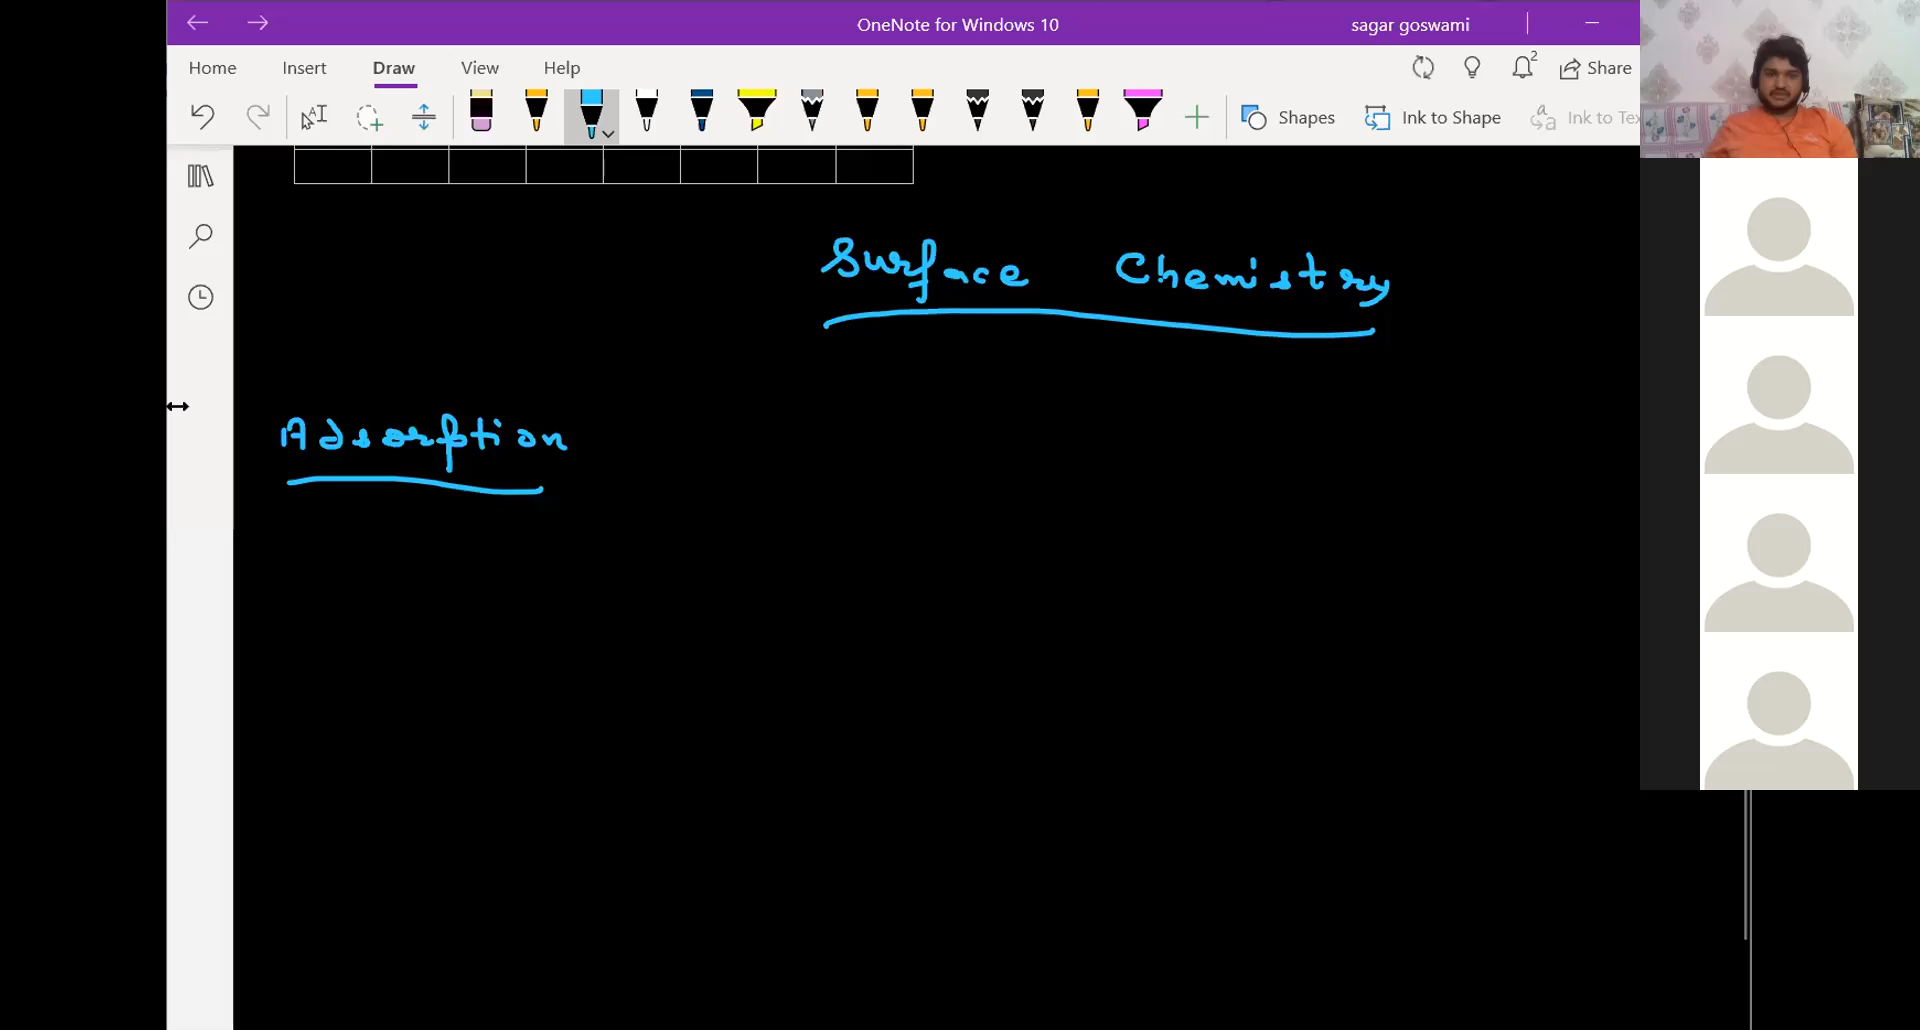 OneNote for Windows 10 sagar goswami
Home Insert Draw View Help 2 Share
Shapes Ink to Shape Ink to Tex
Surface Chemistry
Adsorption